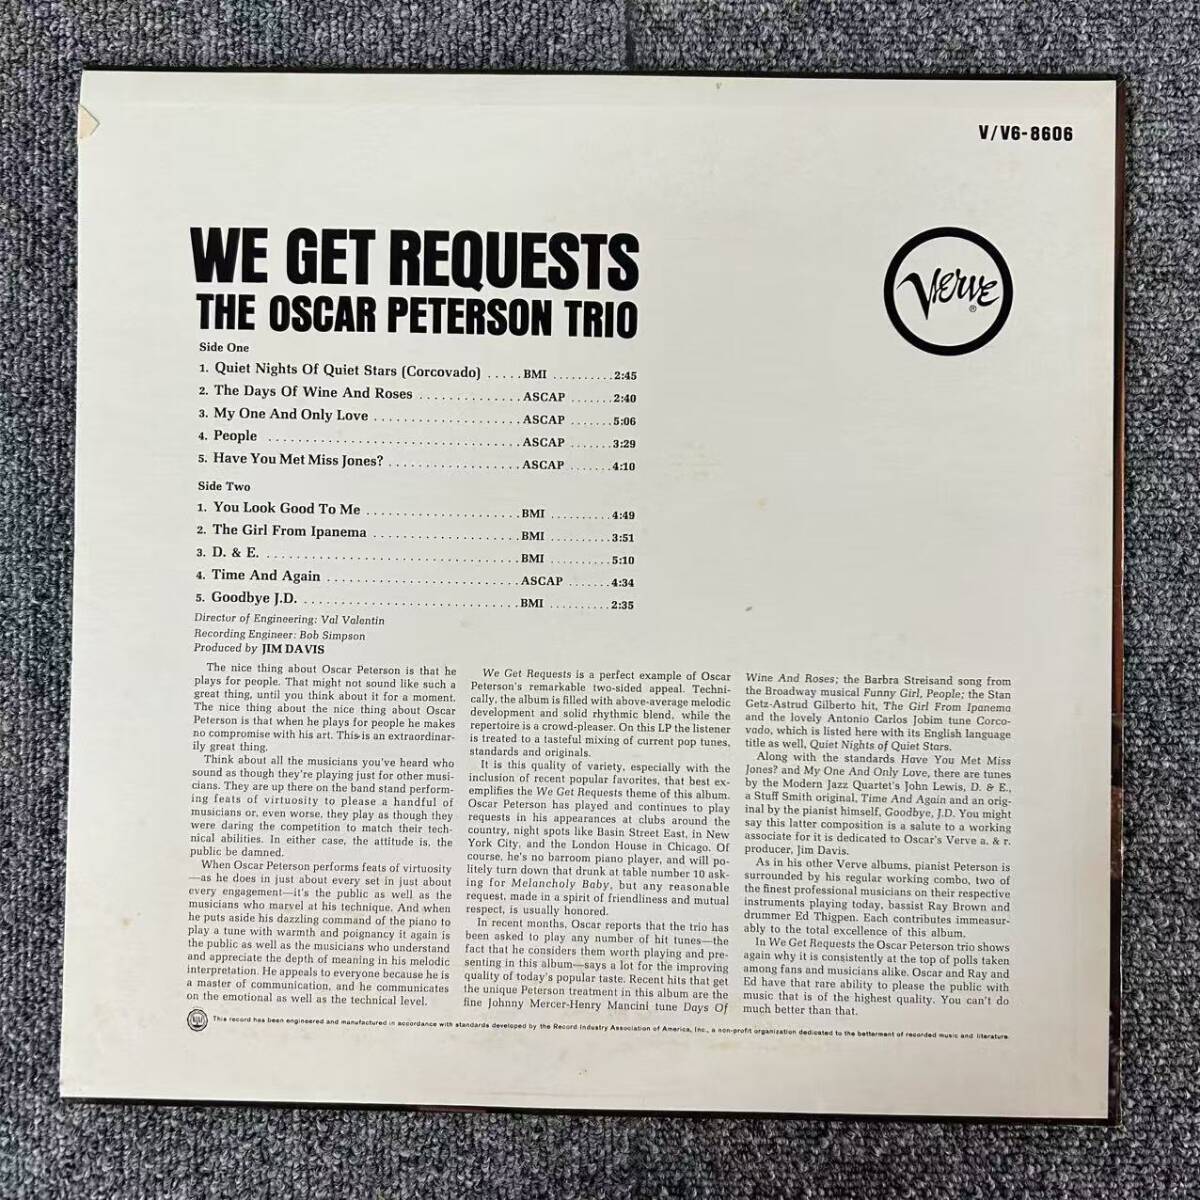 V/V6-8606
WE GET REQUESTS
THE OSCAR PETERSON TRIO
Verve
®
Side One
1. Quiet Nights Of Quiet Stars (Corcovado) ..... BMI ..........2:45
2. The Days Of Wine And Roses ............. ASCAP .......2:40
3. My One And Only Love ................... ASCAP .......5:06
4. People ................................ ASCAP .......3:29
5. Have You Met Miss Jones? ................. ASCAP .......4:10
Side Two
1. You Look Good To Me ................... BMI ..........4:49
2. The Girl From Ipanema .................. BMI ..........3:51
3. D. & E. ................................ BMI ..........5:10
4. Time And Again ........................ ASCAP .......4:34
5. Goodbye J.D. ........................... BMI ..........2:35
Director of Engineering: Val Valentin
Recording Engineer: Bob Simpson
Produced by JIM DAVIS
The nice thing about Oscar Peterson is that he
plays for people. That might not sound like such a
great thing, until you think about it for a moment.
The nice thing about the nice thing about Oscar
Peterson is that when he plays for people he makes
no compromise with his art. This is an extraordinar-
ily great thing.
Think about all the musicians you've heard who
sound as though they're playing just for other musi-
cians. They are up there on the band stand perform-
ing feats of virtuosity to please a handful of
musicians or, even worse, they play as though they
were daring the competition to match their tech-
nical abilities. In either case, the attitude is, the
public be damned.
When Oscar Peterson performs feats of virtuosity
—as he does in just about every set in just about
every engagement—it's the public as well as the
musicians who marvel at his technique. And when
he puts aside his dazzling command of the piano to
play a tune with warmth and poignancy it again is
the public as well as the musicians who understand
and appreciate the depth of meaning in his melodic
interpretation. He appeals to everyone because he is
a master of communication, and he communicates
on the emotional as well as the technical level.
We Get Requests is a perfect example of Oscar
Peterson's remarkable two-sided appeal. Techni-
cally, the album is filled with above-average melodic
development and solid rhythmic blend, while the
repertoire is a crowd-pleaser. On this LP the listener
is treated to a tasteful mixing of current pop tunes,
standards and originals.
It is this quality of variety, especially with the
inclusion of recent popular favorites, that best ex-
emplifies the We Get Requests theme of this album.
Oscar Peterson has played and continues to play
requests in his appearances at clubs around the
country, night spots like Basin Street East, in New
York City, and the London House in Chicago. Of
course, he's no barroom piano player, and will po-
litely turn down that drunk at table number 10 ask-
ing for Melancholy Baby, but any reasonable
request, made in a spirit of friendliness and mutual
respect, is usually honored.
In recent months, Oscar reports that the trio has
been asked to play any number of hit tunes—the
fact that he considers them worth playing and pre-
senting in this album—says a lot for the improving
quality of today's popular taste. Recent hits that get
the unique Peterson treatment in this album are the
fine Johnny Mercer-Henry Mancini tune Days Of
Wine And Roses; the Barbra Streisand song from
the Broadway musical Funny Girl, People; the Stan
Getz-Astrud Gilberto hit, The Girl From Ipanema
and the lovely Antonio Carlos Jobim tune Corco-
vado, which is listed here with its English language
title as well, Quiet Nights of Quiet Stars.
Along with the standards Have You Met Miss
Jones? and My One And Only Love, there are tunes
by the Modern Jazz Quartet's John Lewis, D. & E.,
a Stuff Smith original, Time And Again and an orig-
inal by the pianist himself, Goodbye, J.D. You might
say this latter composition is a salute to a working
associate for it is dedicated to Oscar's Verve a. & r.
producer, Jim Davis.
As in his other Verve albums, pianist Peterson is
surrounded by his regular working combo, two of
the finest professional musicians on their respective
instruments playing today, bassist Ray Brown and
drummer Ed Thigpen. Each contributes immeasur-
ably to the total excellence of this album.
In We Get Requests the Oscar Peterson trio shows
again why it is consistently at the top of polls taken
among fans and musicians alike. Oscar and Ray and
Ed have that rare ability to please the public with
music that is of the highest quality. You can't do
much better than that.
This record has been engineered and manufactured in accordance with standards developed by the Record Industry Association of America, Inc., a non-profit organization dedicated to the betterment of recorded music and literature.